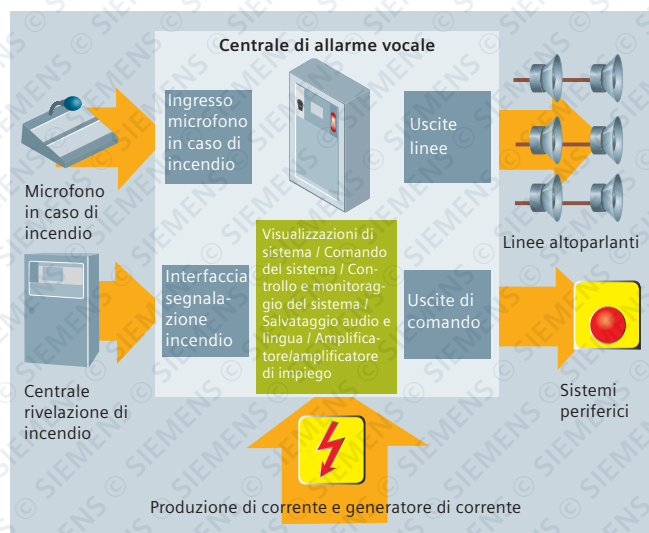 Centrale di allarme vocale
Ingresso
microfono
in caso di
incendio
Uscite
linee
Microfono
in caso di
incendio
Linee altoparlanti
Visualizzazioni di
sistema / Comando
del sistema / Con-
trollo e monitorag-
gio del sistema /
Salvataggio audio e
lingua / Amplifica-
tore/amplificatore
di impiego
Interfaccia
segnala-
zione
incendio
Uscite di
comando
Centrale
rivelazione di
incendio
Sistemi
periferici
Produzione di corrente e generatore di corrente
© SIEMENS © SIEMENS © SIEMENS